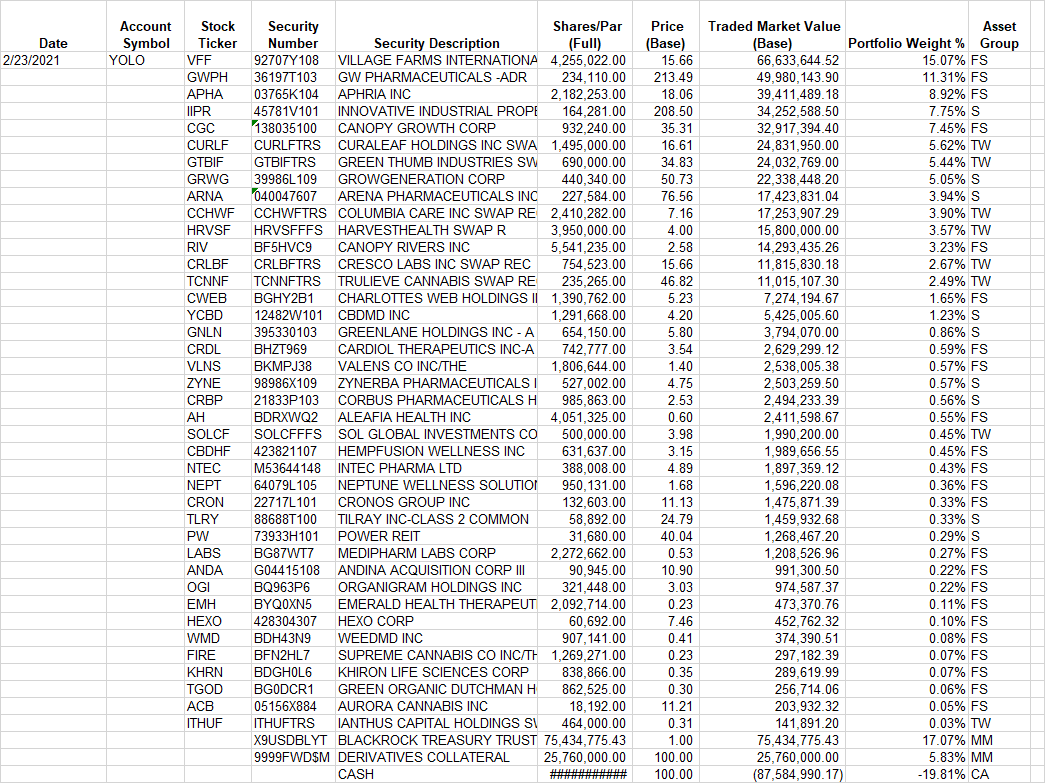 Date Account Symbol Stock Ticker Security Number Security Description Shares/Par (Full) Price (Base) Traded Market Value (Base) Portfolio Weight % Asset Group
2/23/2021 YOLO VFF 92707Y108 VILLAGE FARMS INTERNATIONA 4,255,022.00 15.66 66,633,644.52 15.07% FS
GWPH 36197T103 GW PHARMACEUTICALS -ADR 234,110.00 213.49 49,980,143.90 11.31% FS
APHA 03765K104 APHRIA INC 2,182,253.00 18.06 39,411,489.18 8.92% FS
IIPR 45781V101 INNOVATIVE INDUSTRIAL PROPE 164,281.00 208.50 34,252,588.50 7.75% S
CGC 138035100 CANOPY GROWTH CORP 932,240.00 35.31 32,917,394.40 7.45% FS
CURLF CURLFTRS CURALEAF HOLDINGS INC SWA 1,495,000.00 16.61 24,831,950.00 5.62% TW
GTBIF GTBIFTRS GREEN THUMB INDUSTRIES SW 690,000.00 34.83 24,032,769.00 5.44% TW
GRWG 39986L109 GROWGENERATION CORP 440,340.00 50.73 22,338,448.20 5.05% S
ARNA 040047607 ARENA PHARMACEUTICALS INC 227,584.00 76.56 17,423,831.04 3.94% S
CCHWF CCHWFTRS COLUMBIA CARE INC SWAP RE 2,410,282.00 7.16 17,253,907.29 3.90% TW
HRVSF HRVSFFFS HARVESTHEALTH SWAP R 3,950,000.00 4.00 15,800,000.00 3.57% TW
RIV BF5HVC9 CANOPY RIVERS INC 5,541,235.00 2.58 14,293,435.26 3.23% FS
CRLBF CRLBFTRS CRESCO LABS INC SWAP REC 754,523.00 15.66 11,815,830.18 2.67% TW
TCNNF TCNNFTRS TRULIEVE CANNABIS SWAP RE 235,265.00 46.82 11,015,107.30 2.49% TW
CWEB BGHY2B1 CHARLOTTES WEB HOLDINGS I 1,390,762.00 5.23 7,274,194.67 1.65% FS
YCBD 12482W101 CBDMD INC 1,291,668.00 4.20 5,425,005.60 1.23% S
GNLN 395330103 GREENLANE HOLDINGS INC - A 654,150.00 5.80 3,794,070.00 0.86% S
CRDL BHZT969 CARDIOL THERAPEUTICS INC-A 742,777.00 3.54 2,629,299.12 0.59% FS
VLNS BKMPJ38 VALENS CO INC/THE 1,806,644.00 1.40 2,538,005.38 0.57% FS
ZYNE 98986X109 ZYNERBA PHARMACEUTICALS I 527,002.00 4.75 2,503,259.50 0.57% S
CRBP 21833P103 CORBUS PHARMACEUTICALS H 985,863.00 2.53 2,494,233.39 0.56% S
AH BDRXWQ2 ALEAFIA HEALTH INC 4,051,325.00 0.60 2,411,598.67 0.55% FS
SOLCF SOLCFFFS SOL GLOBAL INVESTMENTS CO 500,000.00 3.98 1,990,200.00 0.45% TW
CBDHF 423821107 HEMPFUSION WELLNESS INC 631,637.00 3.15 1,989,656.55 0.45% FS
NTEC M53644148 INTEC PHARMA LTD 388,008.00 4.89 1,897,359.12 0.43% FS
NEPT 64079L105 NEPTUNE WELLNESS SOLUTION 950,131.00 1.68 1,596,220.08 0.36% FS
CRON 22717L101 CRONOS GROUP INC 132,603.00 11.13 1,475,871.39 0.33% FS
TLRY 88688T100 TILRAY INC-CLASS 2 COMMON 58,892.00 24.79 1,459,932.68 0.33% S
PW 73933H101 POWER REIT 31,680.00 40.04 1,268,467.20 0.29% S
LABS BG87WT7 MEDIPHARM LABS CORP 2,272,662.00 0.53 1,208,526.96 0.27% FS
ANDA G04415108 ANDINA ACQUISITION CORP III 90,945.00 10.90 991,300.50 0.22% FS
OGI BQ963P6 ORGANIGRAM HOLDINGS INC 321,448.00 3.03 974,587.37 0.22% FS
EMH BYQ0XN5 EMERALD HEALTH THERAPEUTI 2,092,714.00 0.23 473,370.76 0.11% FS
HEXO 428304307 HEXO CORP 60,692.00 7.46 452,762.32 0.10% FS
WMD BDH43N9 WEEDMD INC 907,141.00 0.41 374,390.51 0.08% FS
FIRE BFN2HL7 SUPREME CANNABIS CO INC/TH 1,269,271.00 0.23 297,182.39 0.07% FS
KHRN BDGH0L6 KHIRON LIFE SCIENCES CORP 838,866.00 0.35 289,619.99 0.07% FS
TGOD BG0DCR1 GREEN ORGANIC DUTCHMAN H 862,525.00 0.30 256,714.06 0.06% FS
ACB 05156X884 AURORA CANNABIS INC 18,192.00 11.21 203,932.32 0.05% FS
ITHUF ITHUFTRS IANTHUS CAPITAL HOLDINGS SW 464,000.00 0.31 141,891.20 0.03% TW
X9USDBLYT BLACKROCK TREASURY TRUST 75,434,775.43 1.00 75,434,775.43 17.07% MM
9999FWD$M DERIVATIVES COLLATERAL 25,760,000.00 100.00 25,760,000.00 5.83% MM
CASH ########### 100.00 (87,584,990.17) -19.81% CA